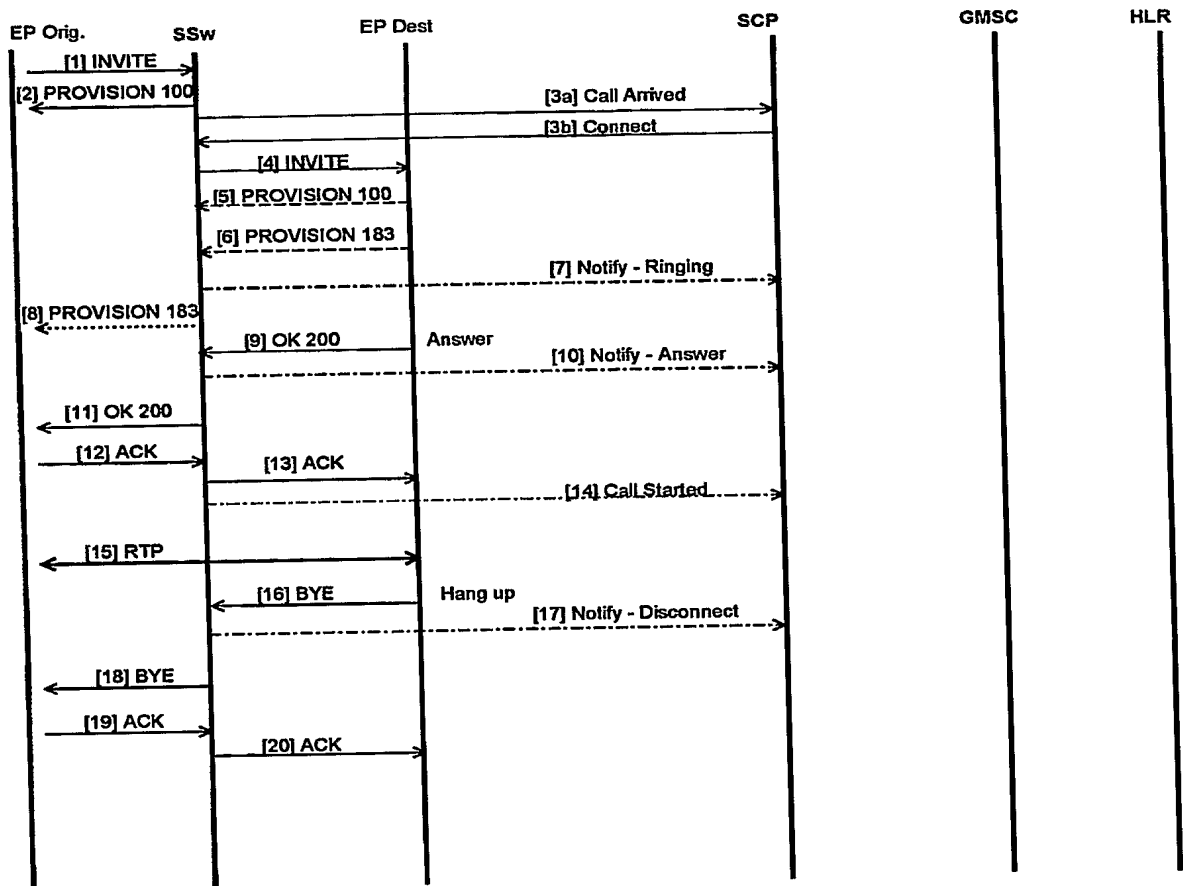 EP Orig. SSw EP Dest SCP GMSC HLR
[1] INVITE
[2] PROVISION 100
[3a] Call Arrived
[3b] Connect
[4] INVITE
[5] PROVISION 100
[6] PROVISION 183
[7] Notify - Ringing
[8] PROVISION 183
[9] OK 200 Answer
[10] Notify - Answer
[11] OK 200
[12] ACK
[13] ACK
[14] Call Started
[15] RTP
[16] BYE Hang up
[17] Notify - Disconnect
[18] BYE
[19] ACK
[20] ACK